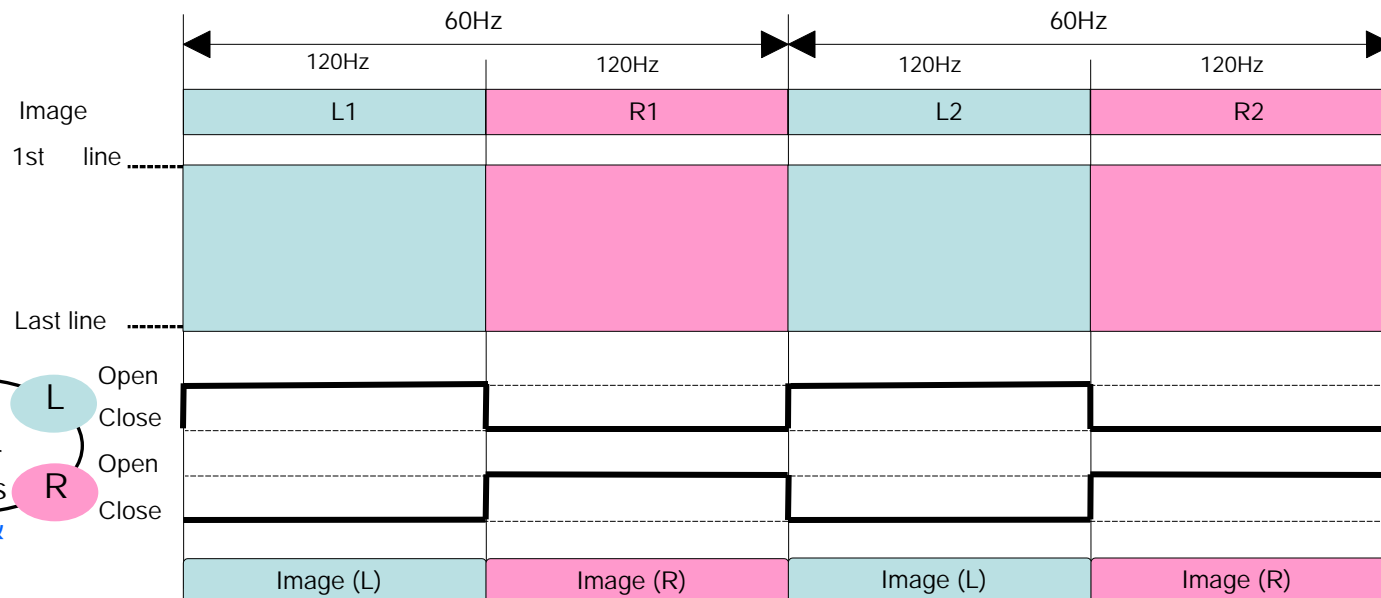 60Hz 60Hz
120Hz 120Hz 120Hz 120Hz
Image L1 R1 L2 R2
1st line
Last line
L Open
Close
Open
R Close
Image (L) Image (R) Image (L) Image (R)